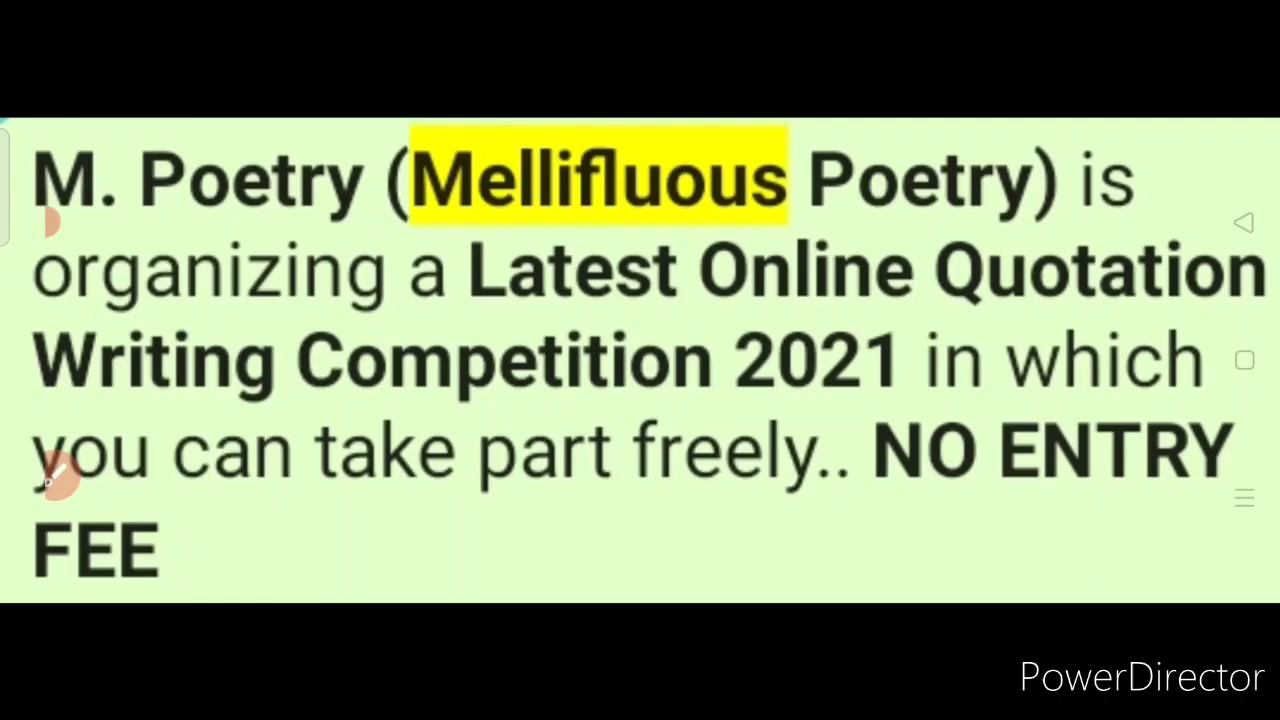 M. Poetry (Mellifluous Poetry) is
organizing a Latest Online Quotation
Writing Competition 2021 in which
you can take part freely.. NO ENTRY
FEE
PowerDirector